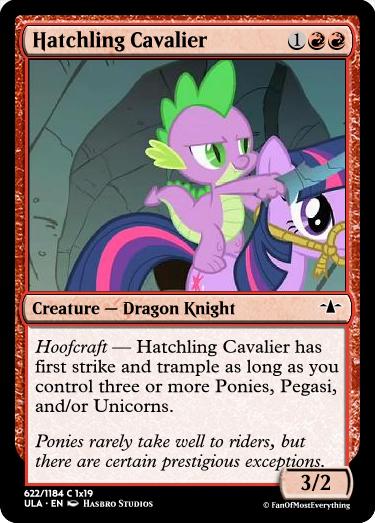 Hatchling Cavalier 1
Creature — Dragon Knight
Hoofcraft — Hatchling Cavalier has
first strike and trample as long as you
control three or more Ponies, Pegasi,
and/or Unicorns.
Ponies rarely take well to riders, but
there are certain prestigious exceptions.
3/2
622/1184 C 1x19
ULA • EN Hasbro Studios
© FanOfMostEverything